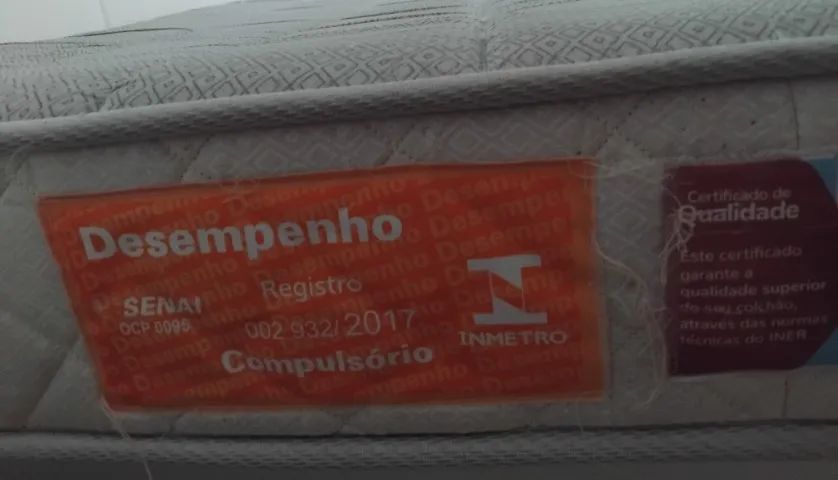 Desempenho
SENAI
OCP 0095
Registro
002.932/2017
Compulsório
INMETRO
Certificado de
Qualidade
Este certificado
garante a
qualidade superior
do seu colchão,
através das normas
técnicas do INER